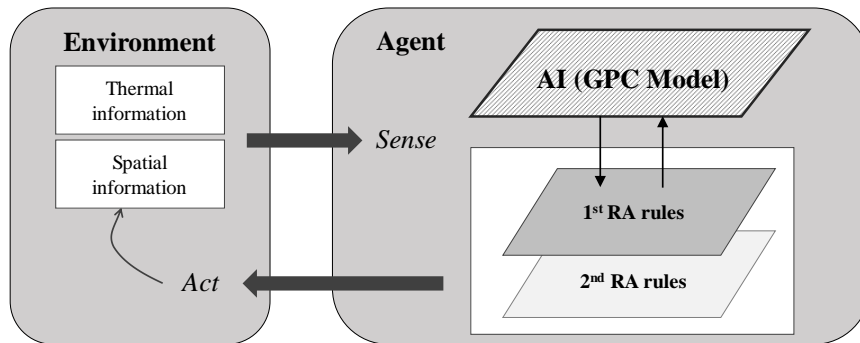 Environment
Thermal
information
Spatial
information
Act
Agent
Sense
AI (GPC Model)
1st RA rules
2nd RA rules